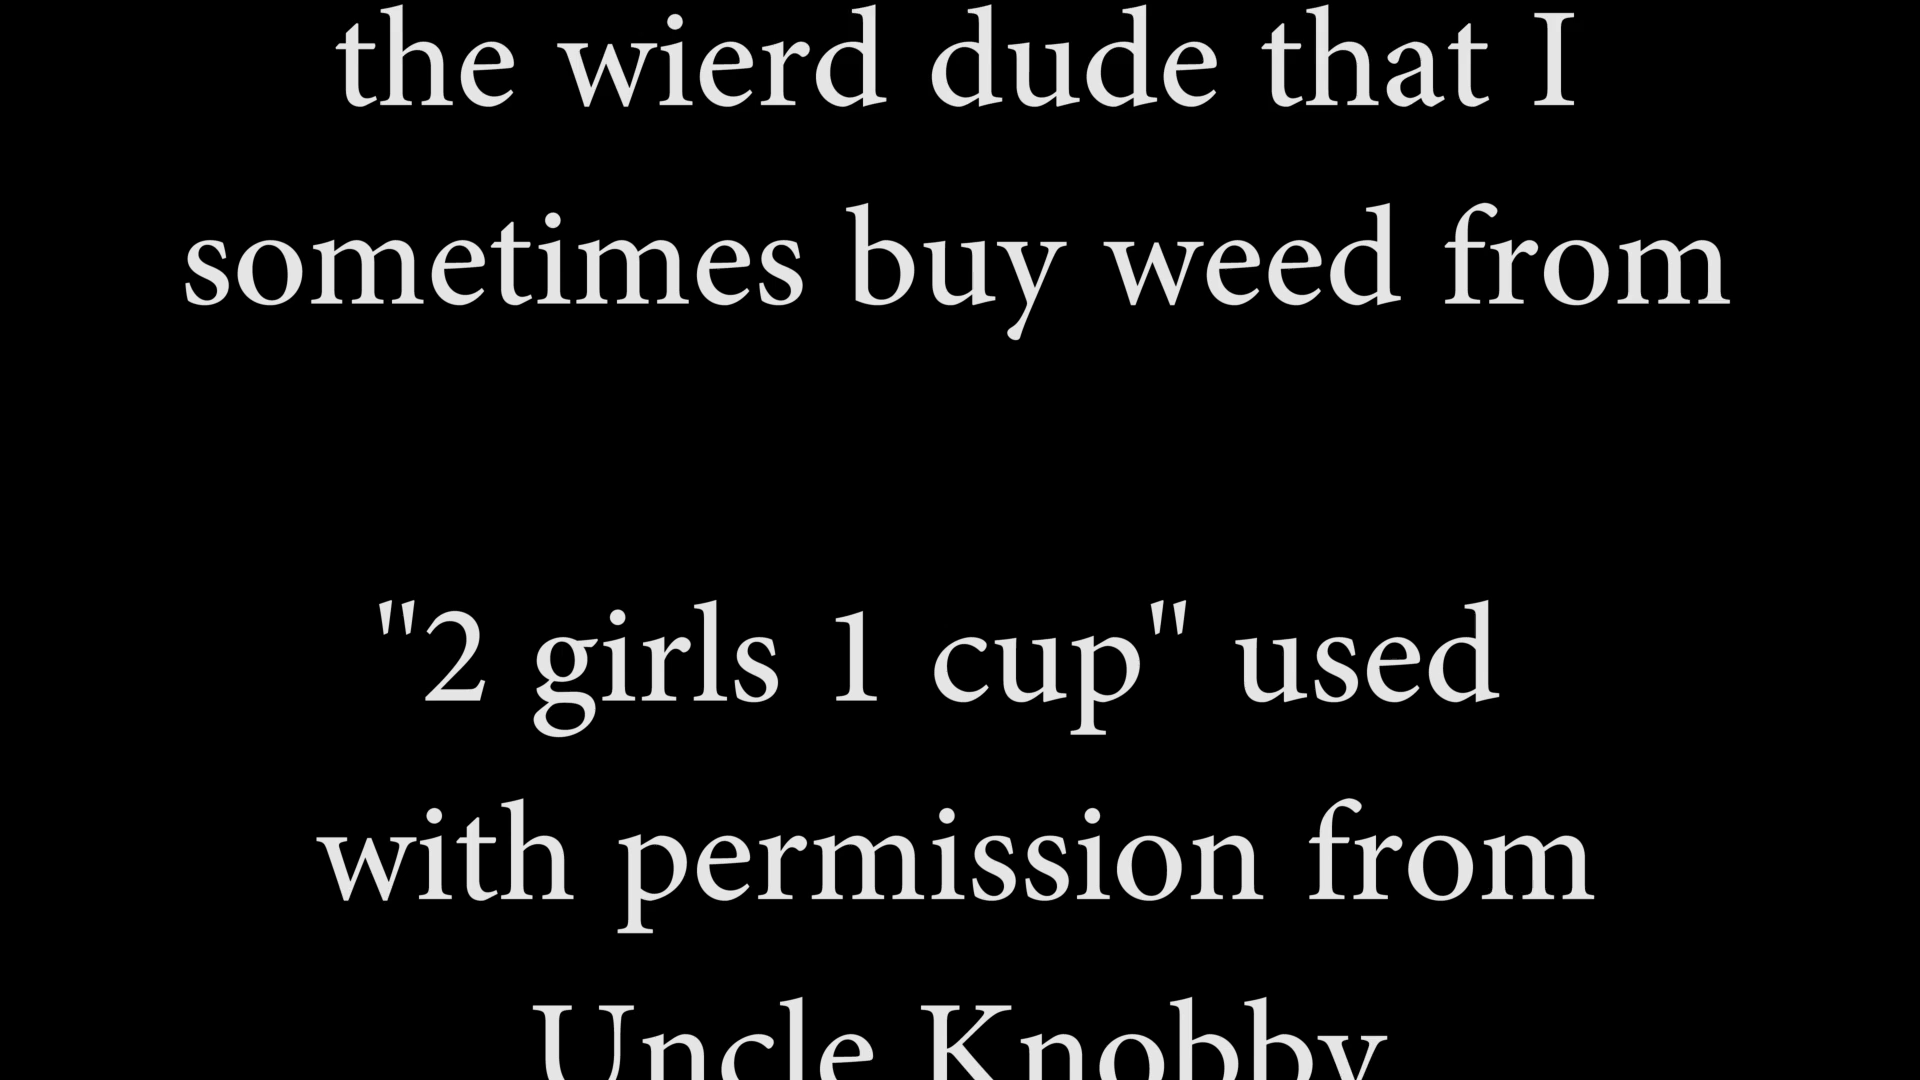 the wierd dude that I
sometimes buy weed from
"2 girls 1 cup" used
with permission from
Uncle Knobby